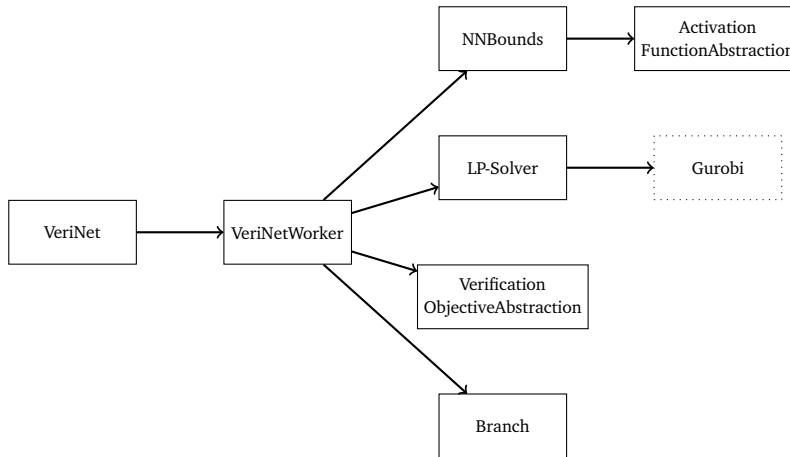 NNBounds
Activation
FunctionAbstraction
LP-Solver
Gurobi
VeriNet
VeriNetWorker
Verification
ObjectiveAbstraction
Branch